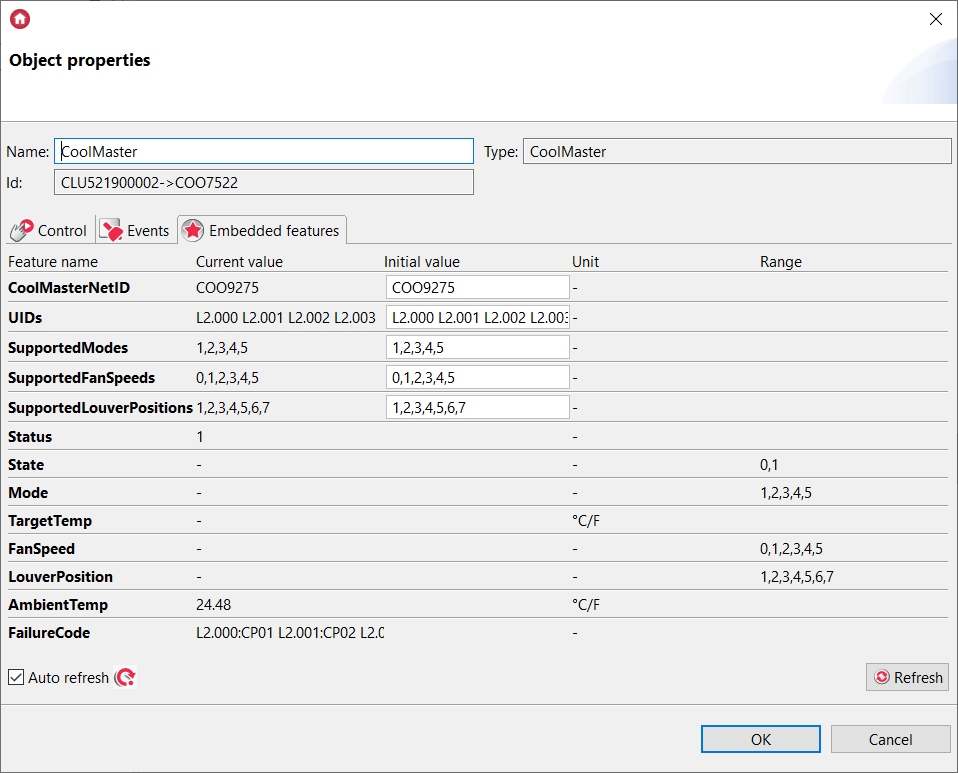 Object properties
Name: CoolMaster Type: CoolMaster
Id: CLU521900002->COO7522
Control Events Embedded features
Feature name Current value Initial value Unit Range
CoolMasterNetID COO9275 COO9275 -
UIDs L2.000 L2.001 L2.002 L2.003 L2.000 L2.001 L2.002 L2.003 -
SupportedModes 1,2,3,4,5 1,2,3,4,5 -
SupportedFanSpeeds 0,1,2,3,4,5 0,1,2,3,4,5 -
SupportedLouverPositions 1,2,3,4,5,6,7 1,2,3,4,5,6,7 -
Status 1 -
State - - 0,1
Mode - - 1,2,3,4,5
TargetTemp - °C/F
FanSpeed - - 0,1,2,3,4,5
LouverPosition - - 1,2,3,4,5,6,7
AmbientTemp 24.48 °C/F
FailureCode L2.000:CP01 L2.001:CP02 L2.0 -
Auto refresh Refresh
OK Cancel